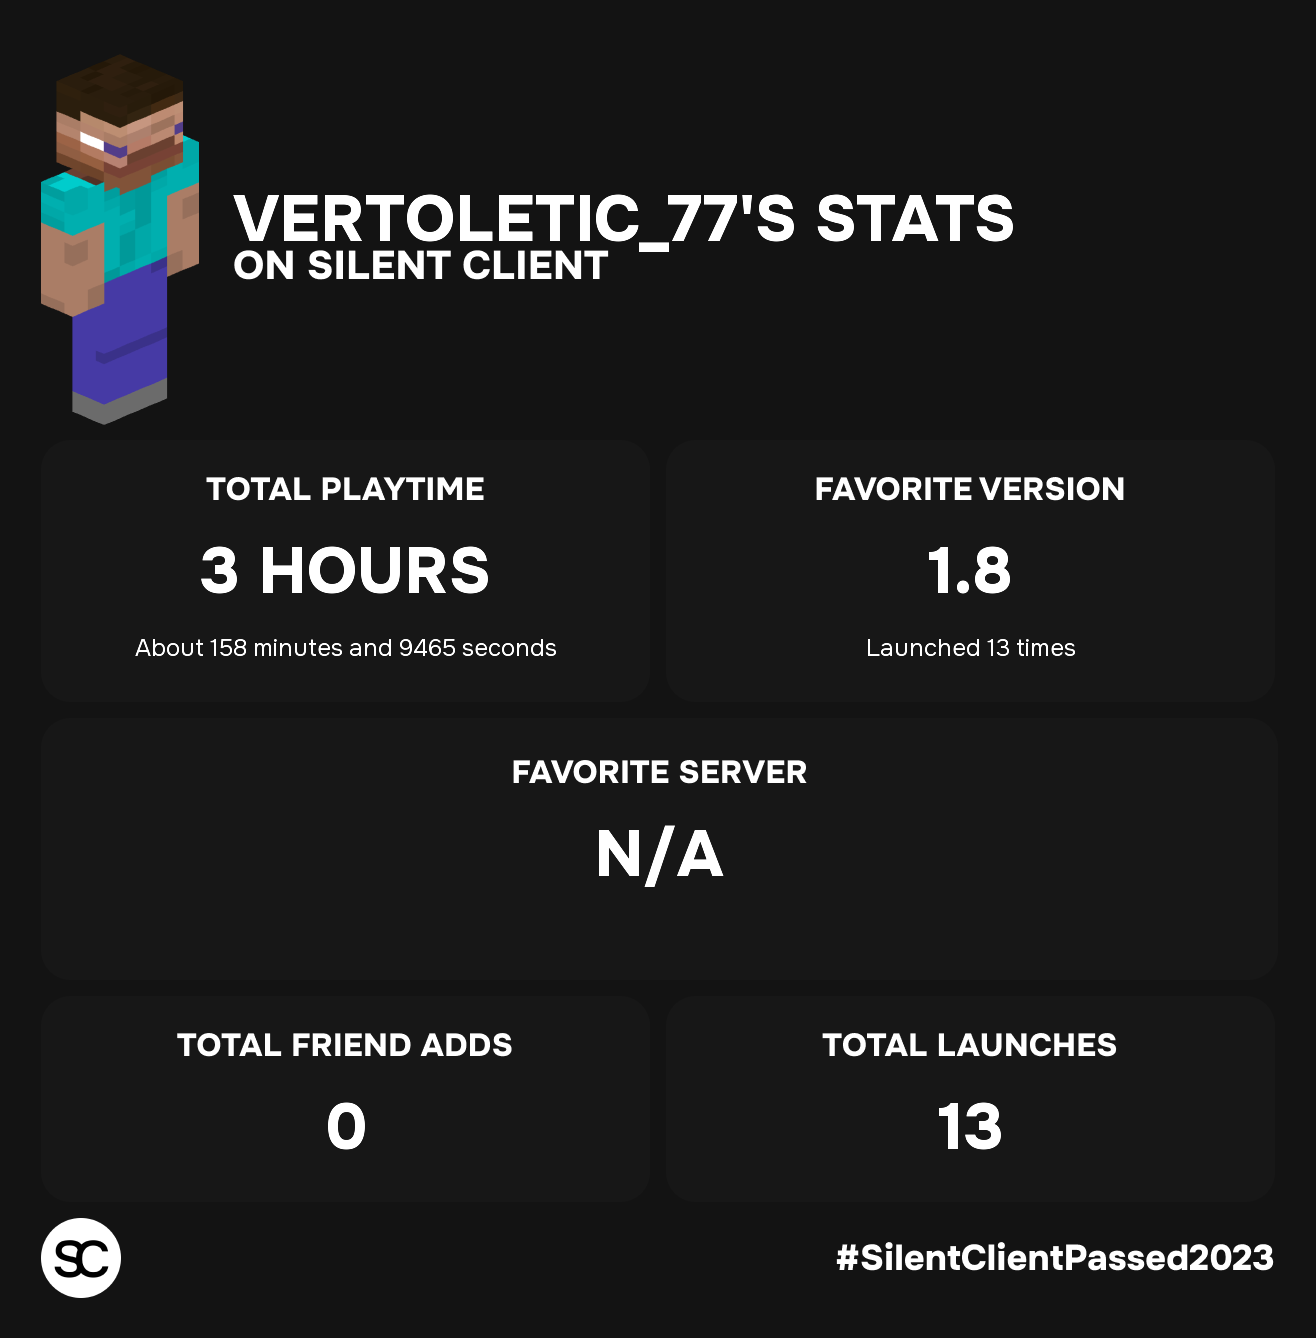 VERTOLETIC_77'S STATS
ON SILENT CLIENT
TOTAL PLAYTIME
3 HOURS
About 158 minutes and 9465 seconds
FAVORITE VERSION
1.8
Launched 13 times
FAVORITE SERVER
N/A
TOTAL FRIEND ADDS
0
TOTAL LAUNCHES
13
SC
#SilentClientPassed2023